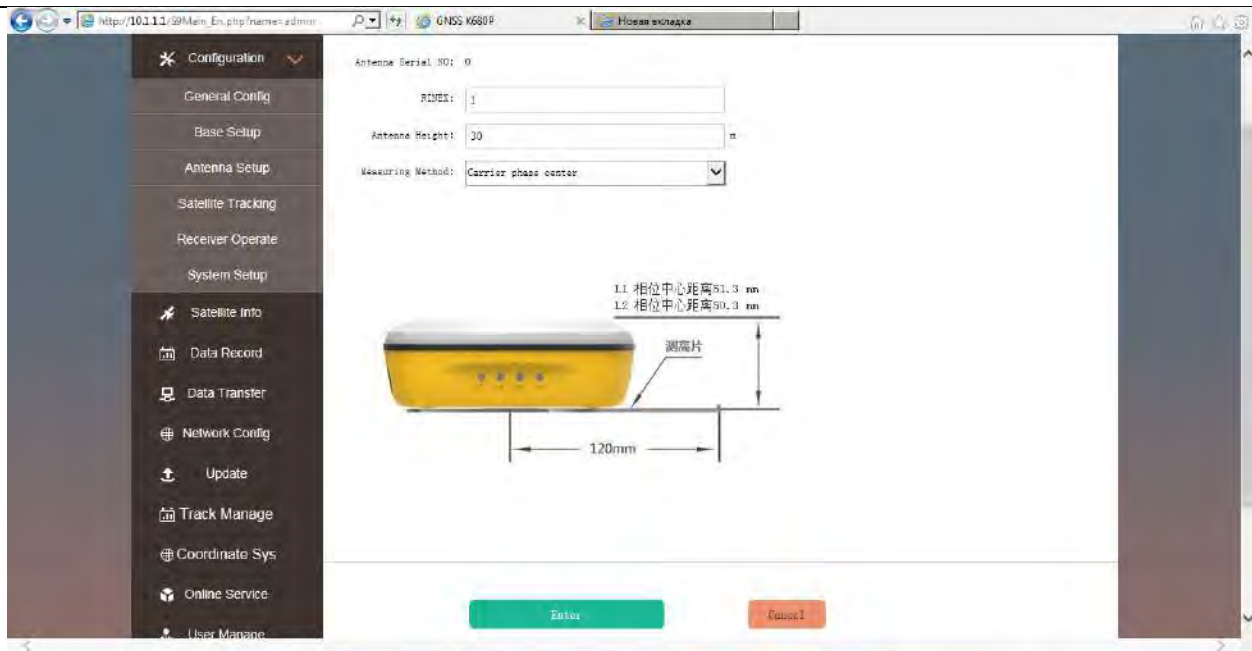 http://10.1.1.1/S9Main_En.php?name=admin
GNSS K680P
Новая вкладка
Configuration
General Config
Base Setup
Antenna Setup
Satellite Tracking
Receiver Operate
System Setup
Satellite Info
Data Record
Data Transfer
Network Config
Update
Track Manage
Coordinate Sys
Online Service
User Manage
Antenna Serial NO: 0
RINEX: 1
Antenna Height: 30 m
Measuring Method: Carrier phase center
L1 相位中心距离51.3 mm
L2 相位中心距离50.3 mm
测高片
120mm
Enter
Cancel